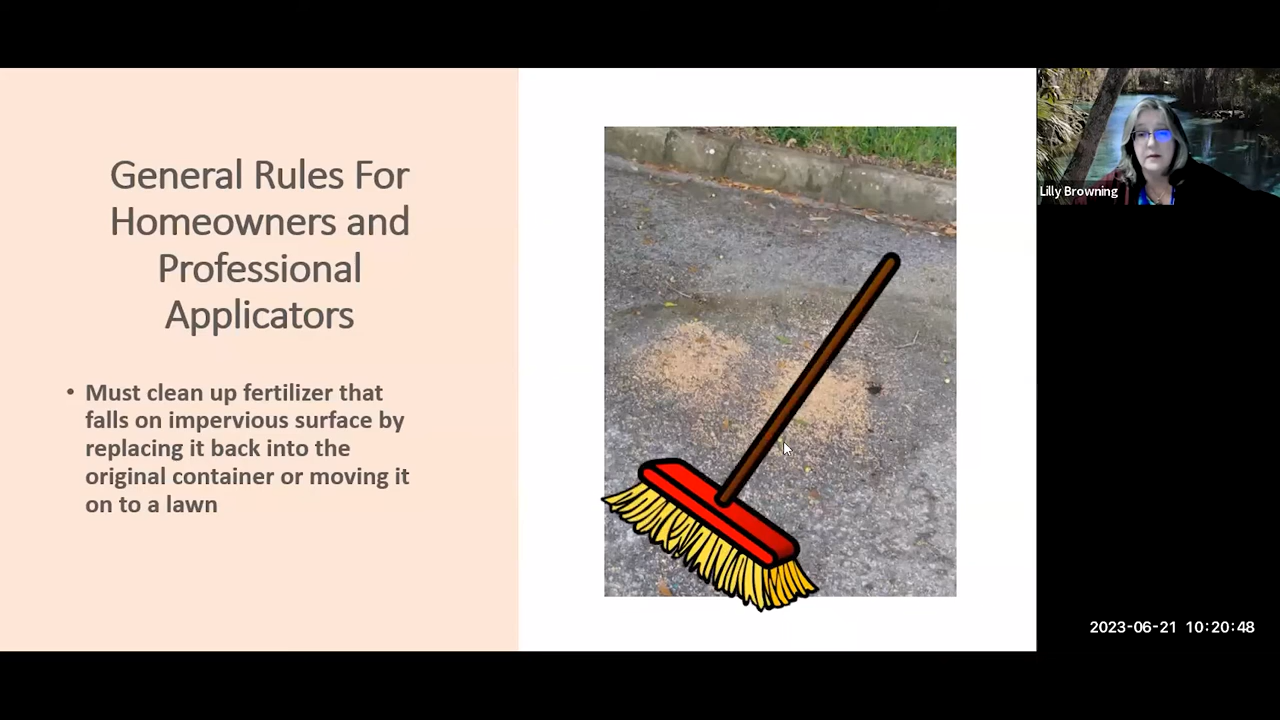 General Rules For
Homeowners and
Professional
Applicators
• Must clean up fertilizer that
falls on impervious surface by
replacing it back into the
original container or moving it
on to a lawn
Lilly Browning
2023-06-21 10:20:48